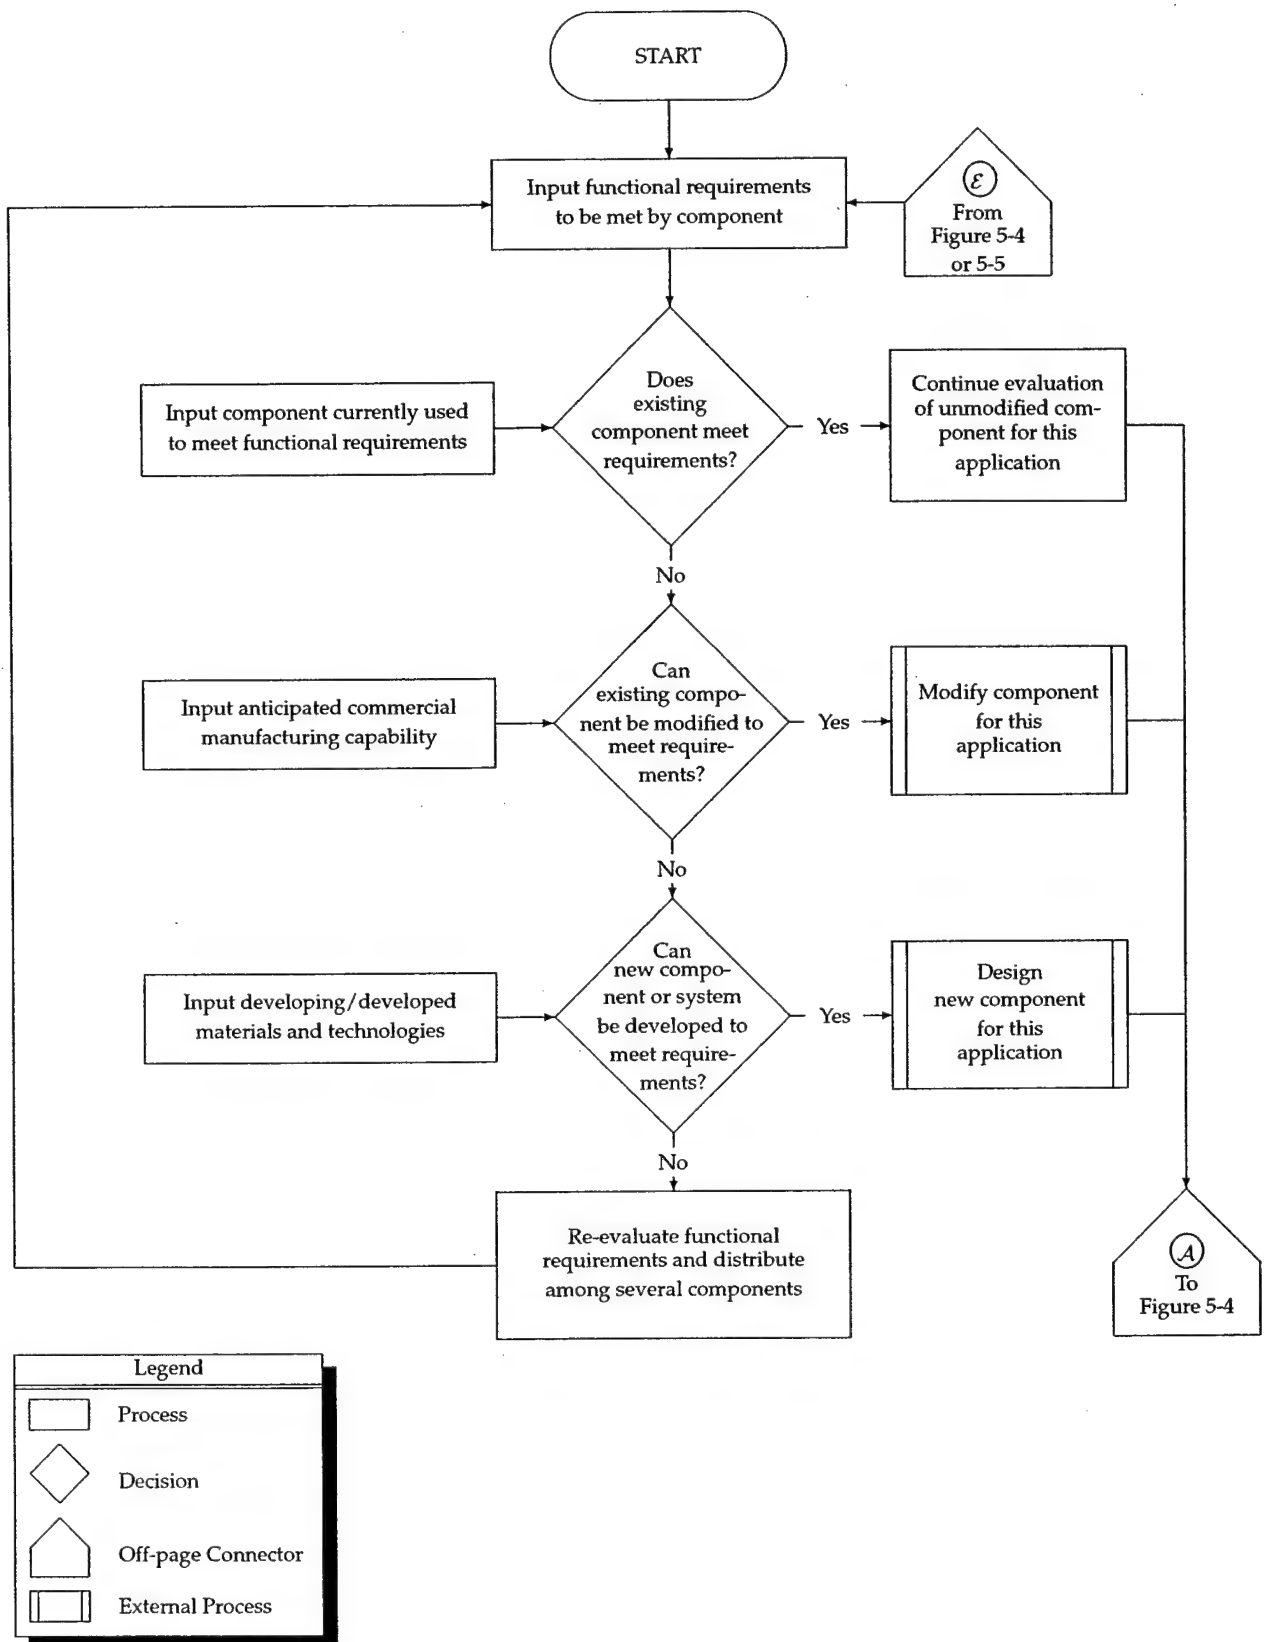 START
Input functional requirements
to be met by component
ℰ
From
Figure 5-4
or 5-5
Input component currently used
to meet functional requirements
Does
existing
component meet
requirements?
Yes
Continue evaluation
of unmodified com-
ponent for this
application
No
Input anticipated commercial
manufacturing capability
Can
existing compo-
nent be modified to
meet require-
ments?
Yes
Modify component
for this
application
No
Input developing/developed
materials and technologies
Can
new compo-
nent or system
be developed to
meet require-
ments?
Yes
Design
new component
for this
application
No
Re-evaluate functional
requirements and distribute
among several components
𝒜
To
Figure 5-4
Legend
Process
Decision
Off-page Connector
External Process